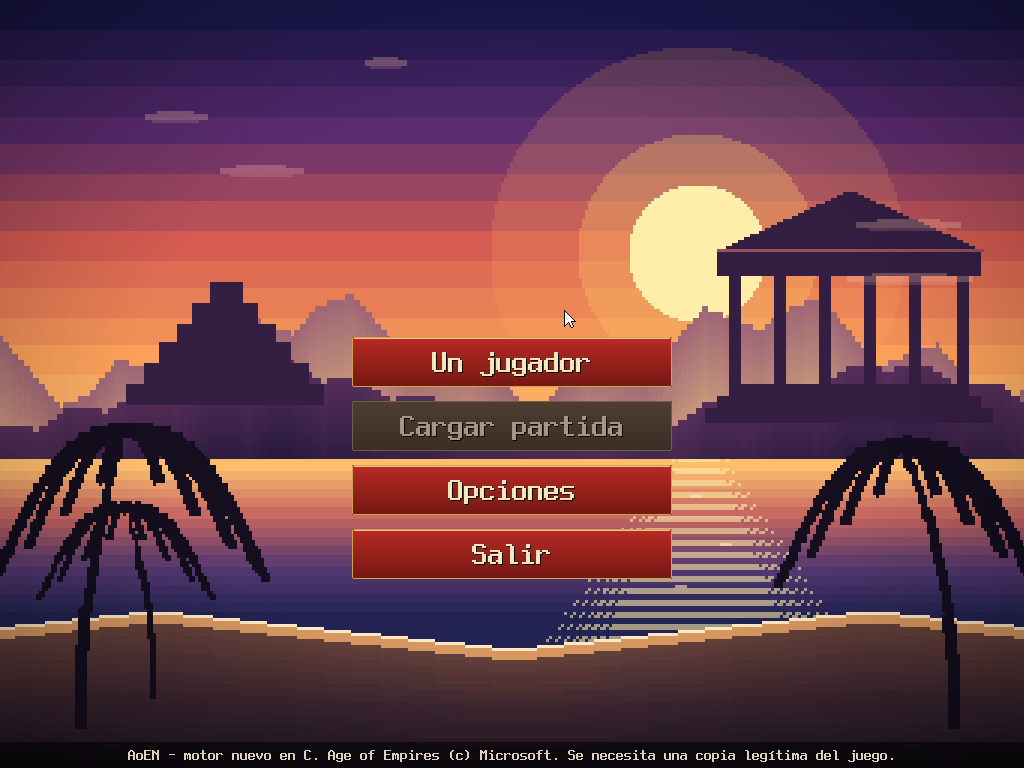 Un jugador
Cargar partida
Opciones
Salir
AoEN - motor nuevo en C. Age of Empires (c) Microsoft. Se necesita una copia legítima del juego.